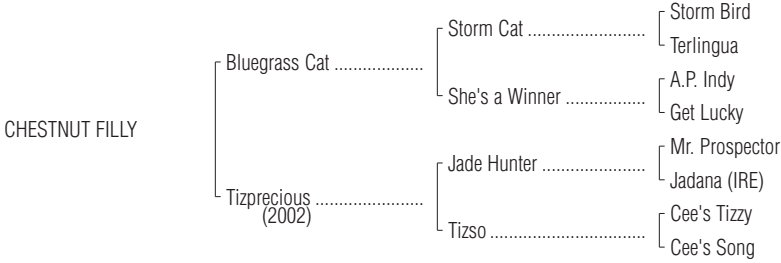 Storm Bird
Storm Cat ..........................
Terlingua
Bluegrass Cat ....................
A.P. Indy
She's a Winner ..................
Get Lucky
CHESTNUT FILLY
Mr. Prospector
Jade Hunter .......................
Jadana (IRE)
Tizprecious ........................
(2002)
Cee's Tizzy
Tizso ..................................
Cee's Song